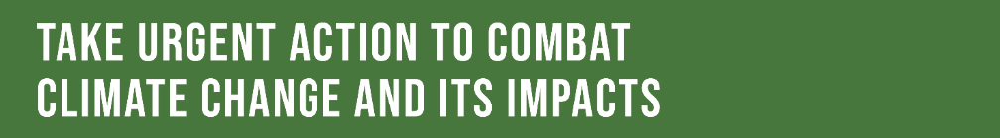 TAKE URGENT ACTION TO COMBAT
CLIMATE CHANGE AND ITS IMPACTS